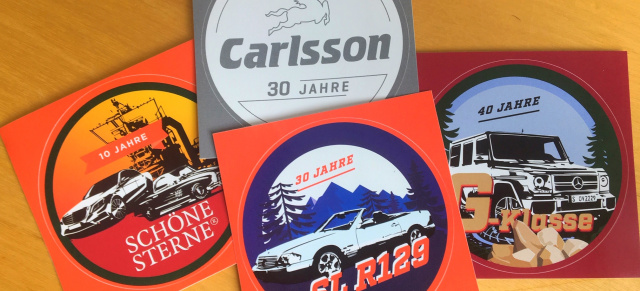 Carlsson
30 JAHRE
10 JAHRE
SCHÖNE
STERNE®
30 JAHRE
SL R129
40 JAHRE
G-Klasse